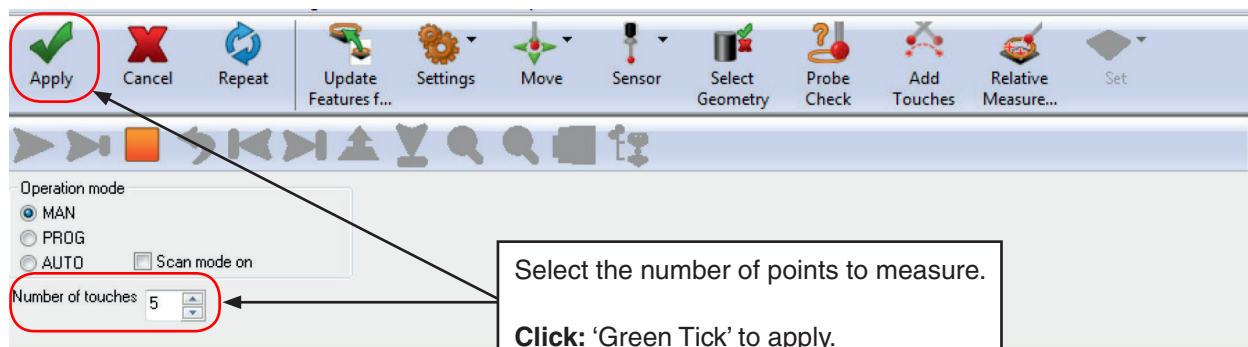 Apply Cancel Repeat Update Settings Move Sensor Select Probe Add Relative Set
Features f... Geometry Check Touches Measure...
Operation mode
MAN
PROG
AUTO Scan mode on
Number of touches 5
Select the number of points to measure.
Click: ‘Green Tick’ to apply.